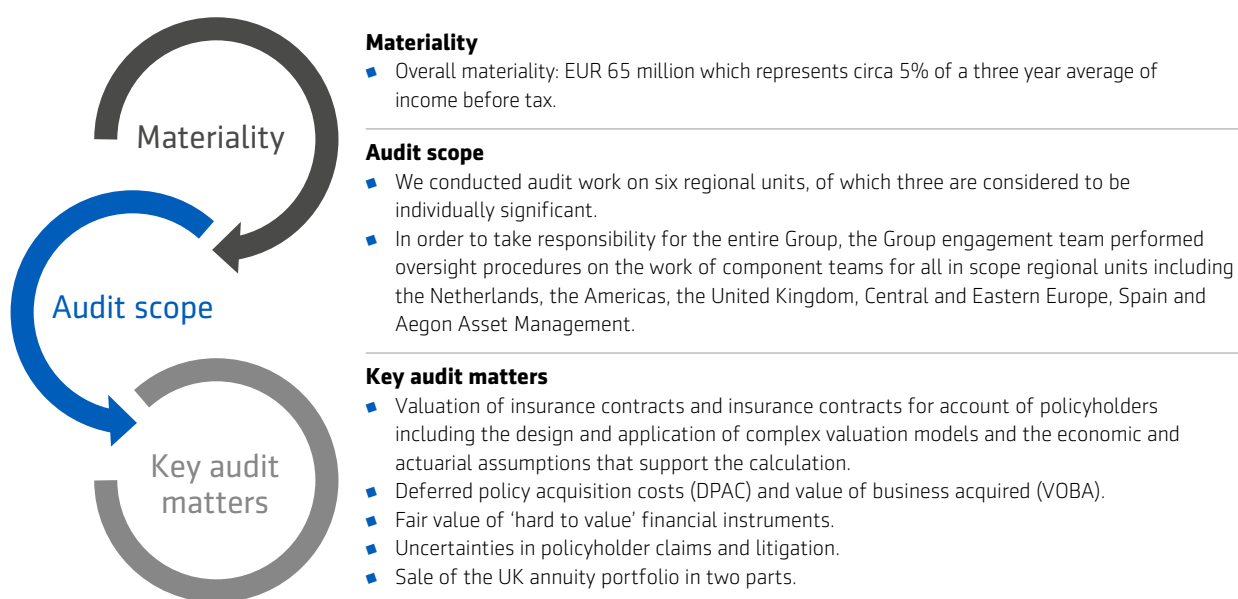 Materiality
Audit scope
Key audit
matters
Materiality
▪ Overall materiality: EUR 65 million which represents circa 5% of a three year average of
income before tax.
Audit scope
▪ We conducted audit work on six regional units, of which three are considered to be
individually significant.
▪ In order to take responsibility for the entire Group, the Group engagement team performed
oversight procedures on the work of component teams for all in scope regional units including
the Netherlands, the Americas, the United Kingdom, Central and Eastern Europe, Spain and
Aegon Asset Management.
Key audit matters
▪ Valuation of insurance contracts and insurance contracts for account of policyholders
including the design and application of complex valuation models and the economic and
actuarial assumptions that support the calculation.
▪ Deferred policy acquisition costs (DPAC) and value of business acquired (VOBA).
▪ Fair value of ‘hard to value’ financial instruments.
▪ Uncertainties in policyholder claims and litigation.
▪ Sale of the UK annuity portfolio in two parts.